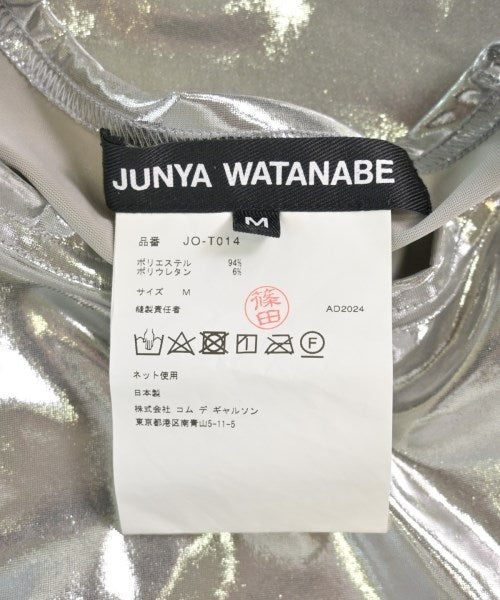 JUNYA WATANABE
M
品番 JO-T014
ポリエステル 94%
ポリウレタン 6%
サイズ M
縫製責任者 篠田 AD2024
F
ネット使用
日本製
株式会社 コム デ ギャルソン
東京都港区南青山5-11-5